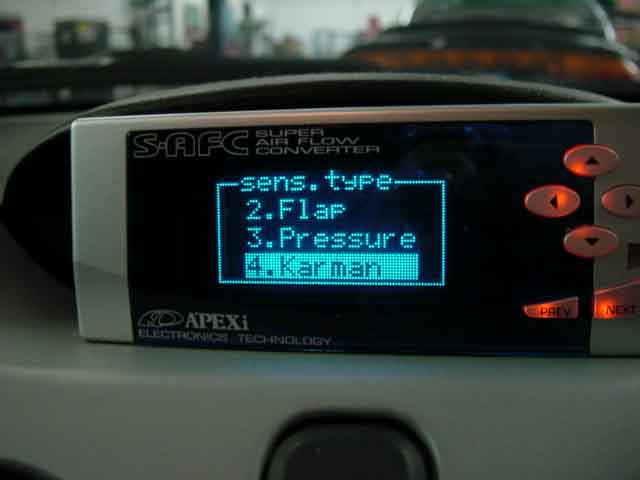 S-AFC SUPER
AIR FLOW
CONVERTER
sens.type
2.Flap
3.Pressure
4.Karman
APEXi
ELECTRONICS TECHNOLOGY
PREV
NEXT